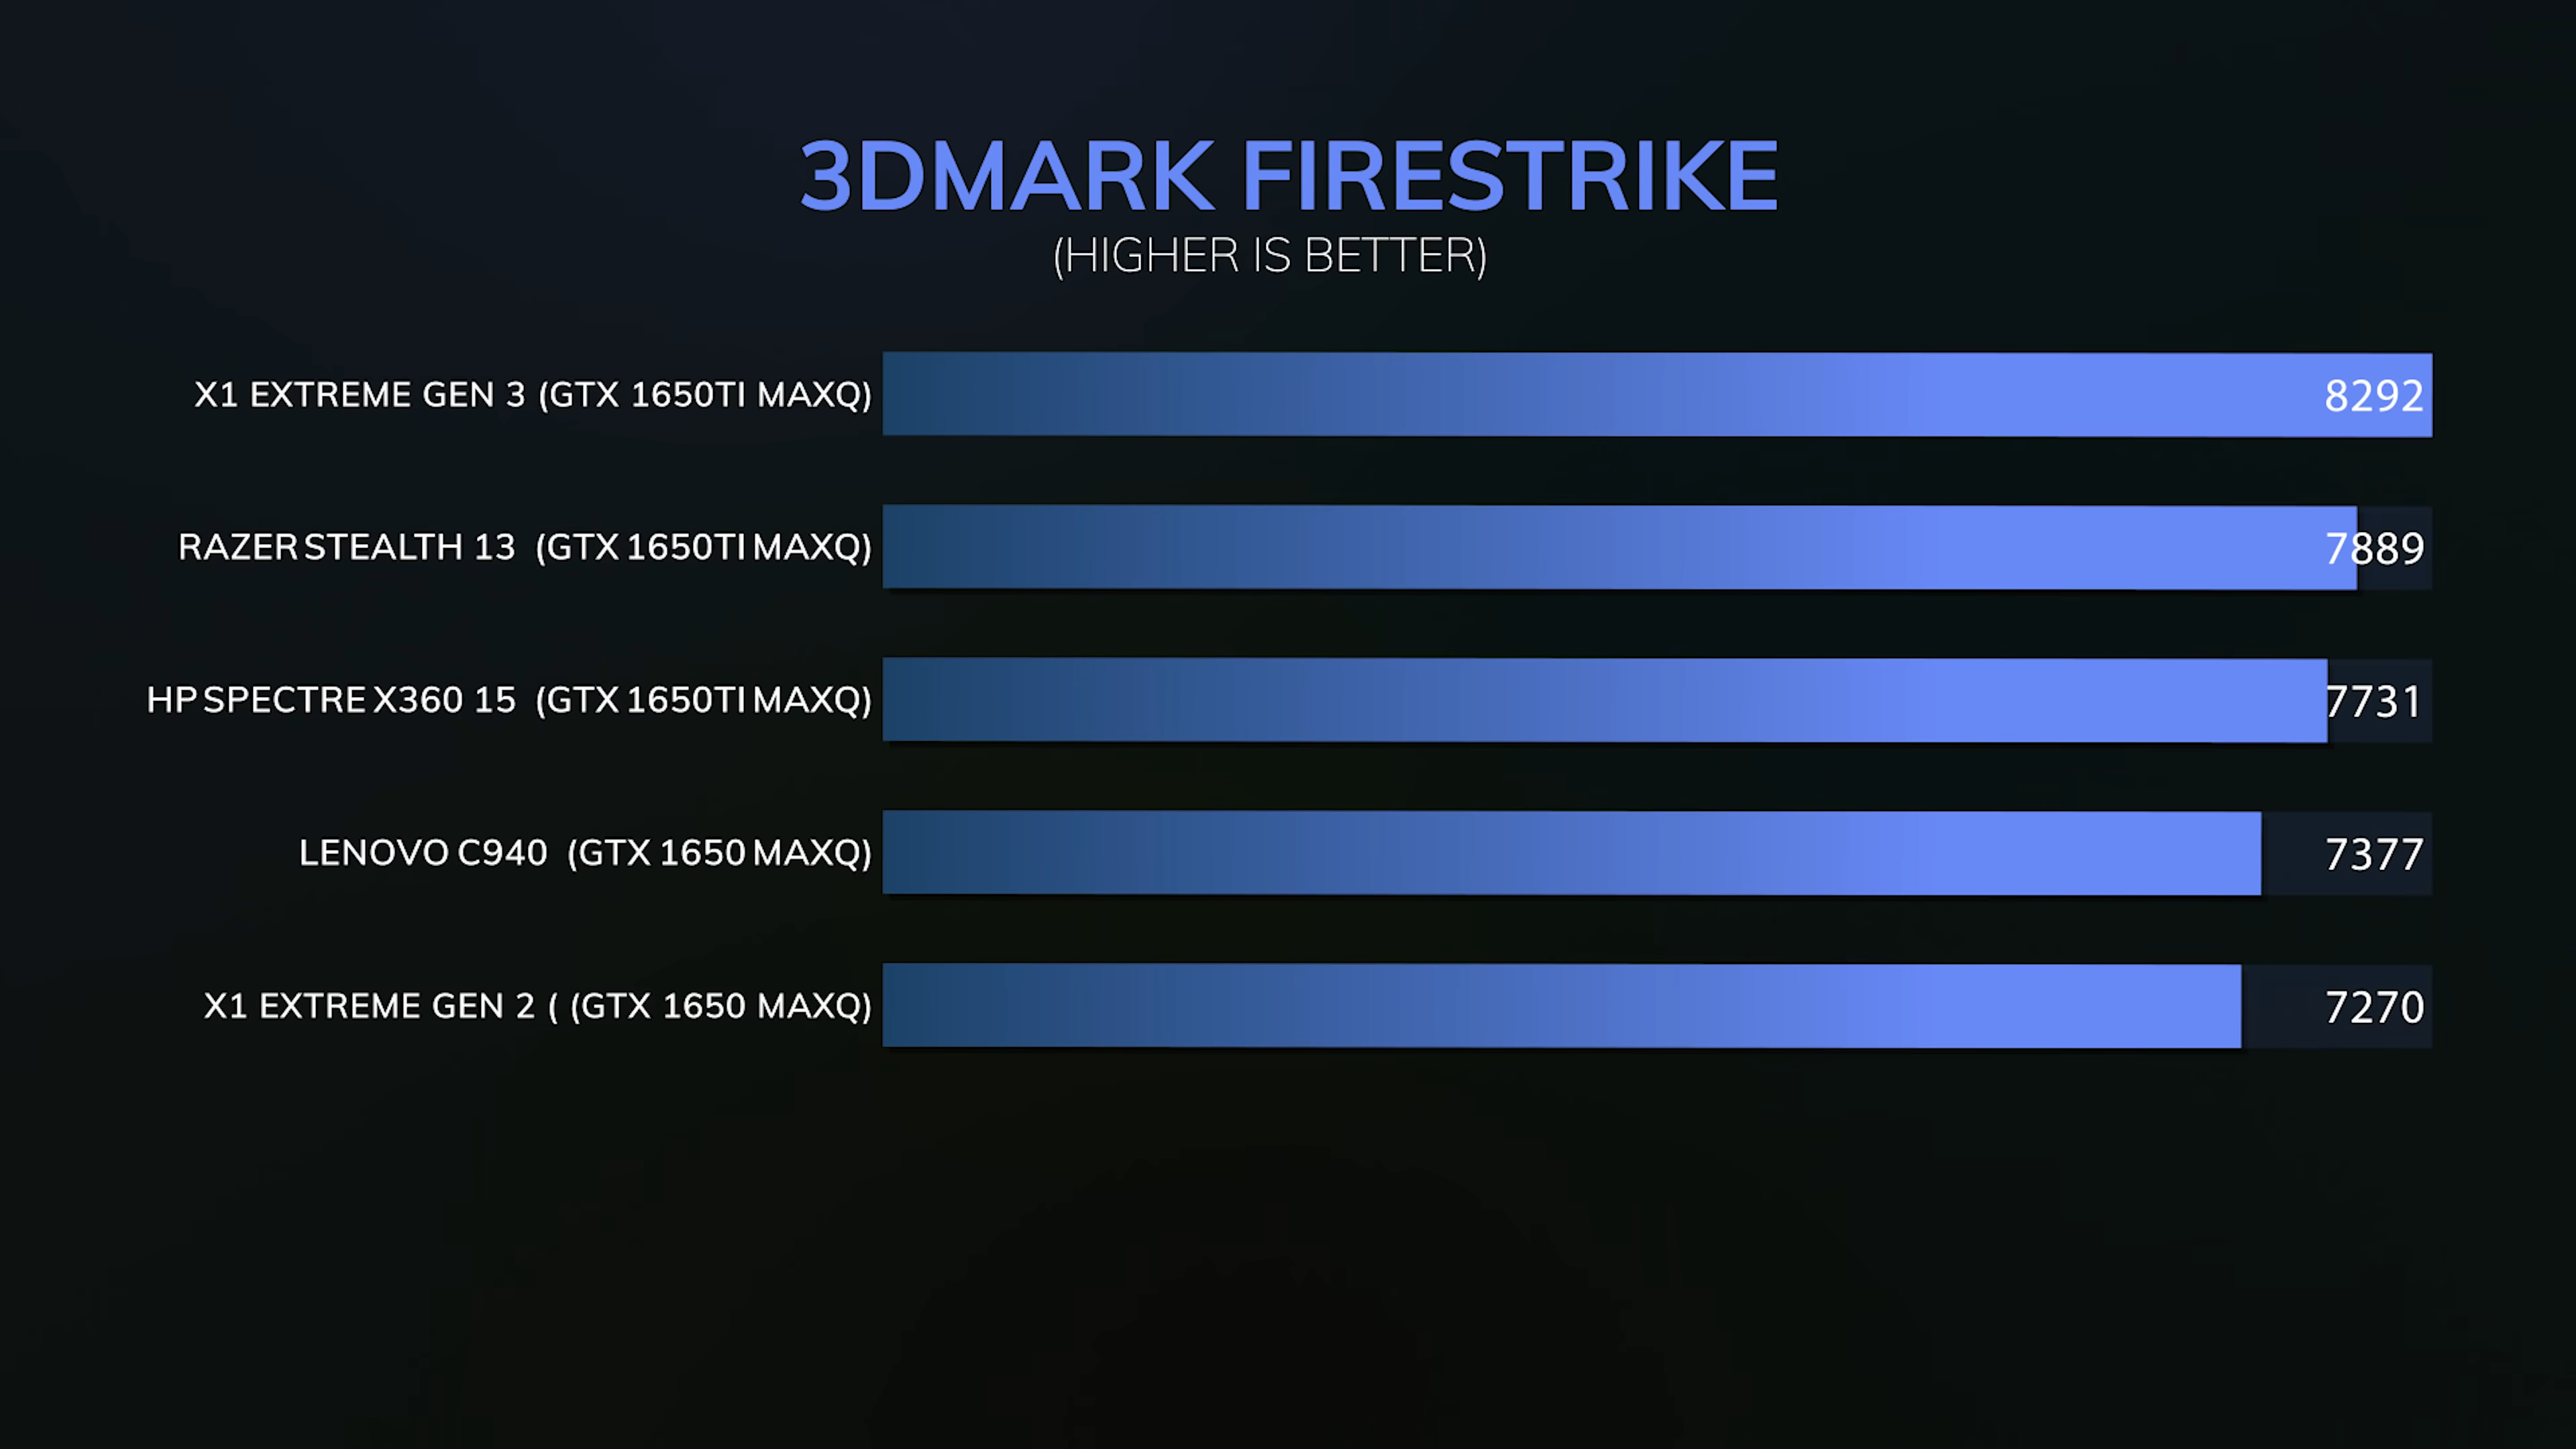 3DMARK FIRESTRIKE
(HIGHER IS BETTER)
X1 EXTREME GEN 3 (GTX 1650TI MAXQ) 8292
RAZER STEALTH 13 (GTX 1650TI MAXQ) 7889
HP SPECTRE X360 15 (GTX 1650TI MAXQ) 7731
LENOVO C940 (GTX 1650 MAXQ) 7377
X1 EXTREME GEN 2 ( (GTX 1650 MAXQ) 7270